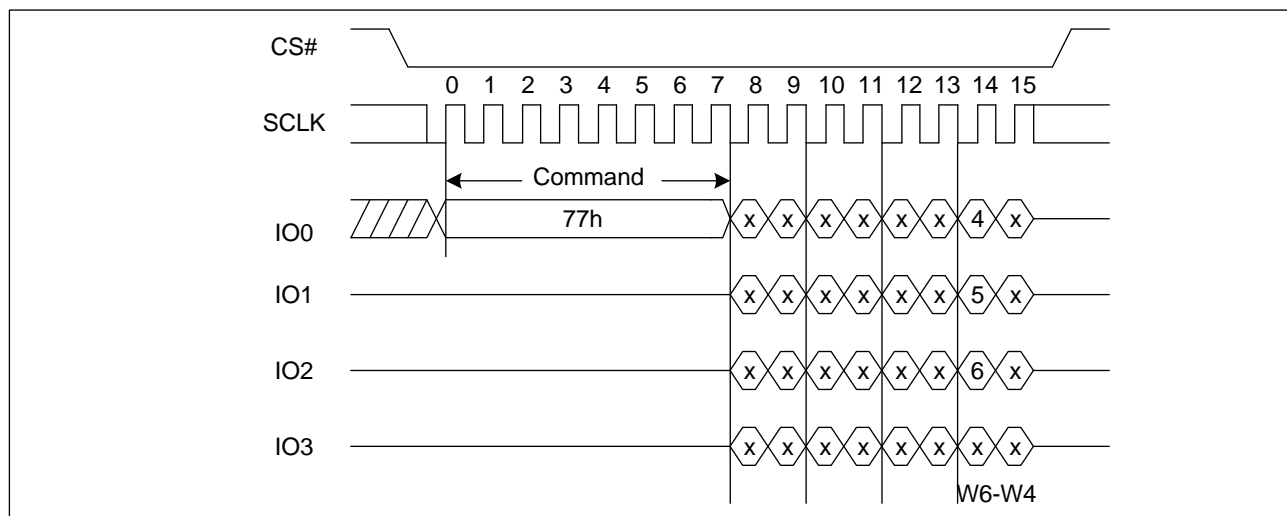 CS#
0 1 2 3 4 5 6 7 8 9 10 11 12 13 14 15
SCLK
Command
IO0 77h x x x x x x 4 x
IO1 x x x x x x 5 x
IO2 x x x x x x 6 x
IO3 x x x x x x x x
W6-W4